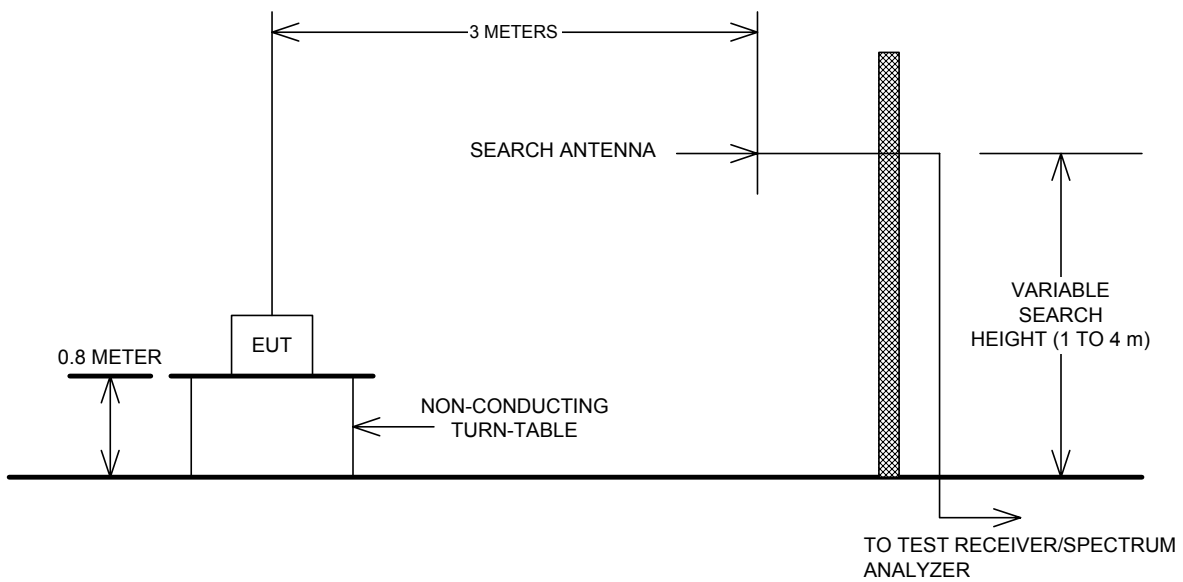 3 METERS
SEARCH ANTENNA
VARIABLE
SEARCH
HEIGHT (1 TO 4 m)
EUT
0.8 METER
NON-CONDUCTING
TURN-TABLE
TO TEST RECEIVER/SPECTRUM
ANALYZER